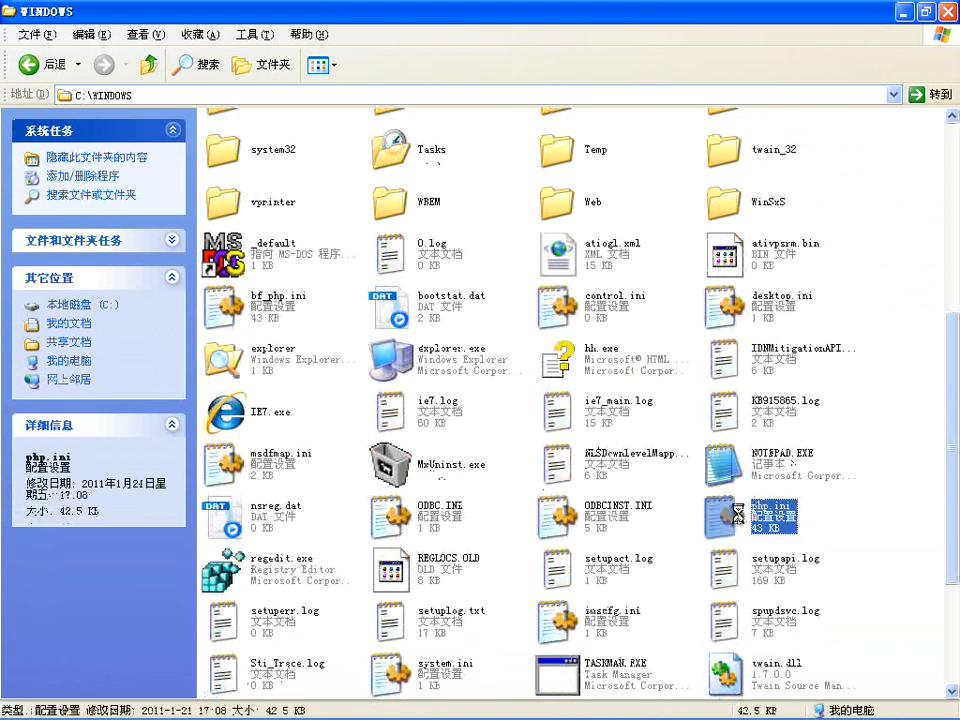 WINDOWS
文件(F) 编辑(E) 查看(V) 收藏(A) 工具(T) 帮助(H)
后退 搜索 文件夹
地址(D) C:\WINDOWS 转到
系统任务
隐藏此文件夹的内容
添加/删除程序
搜索文件或文件夹
文件和文件夹任务
其它位置
本地磁盘 (C:)
我的文档
共享文档
我的电脑
网上邻居
详细信息
php.ini
配置设置
修改日期: 2011年1月21日星
期五, 17:08
大小: 42.5 KB
system32 Tasks Temp twain_32
vprinter WBEM Web WinSxS
_default 0.log atiogl.xml ativpsrm.bin
指向 MS-DOS 程序... 文本文档 XML 文档 BIN 文件
1 KB 0 KB 15 KB 0 KB
bf_php.ini bootstat.dat control.ini desktop.ini
配置设置 DAT 文件 配置设置 配置设置
43 KB 2 KB 0 KB 1 KB
explorer explorer.exe hh.exe IDNMitigationAPI...
Windows Explorer... Windows Explorer Microsoft® HTML ... 文本文档
1 KB Microsoft Corpor... Microsoft Corpor... 6 KB
IE7.exe ie7.log ie7_main.log KB915865.log
文本文档 文本文档 文本文档
60 KB 15 KB 2 KB
msdfmap.ini MxUninst.exe NLSDownlevelMapp... NOTEPAD.EXE
配置设置 文本文档 记事本
2 KB 6 KB Microsoft Corpor...
nsreg.dat ODBC.INI ODBCINST.INI php.ini
DAT 文件 配置设置 配置设置 配置设置
0 KB 1 KB 5 KB 43 KB
regedit.exe REGLOCS.OLD setupact.log setupapi.log
Registry Editor OLD 文件 文本文档 文本文档
Microsoft Corpor... 8 KB 1 KB 169 KB
setuperr.log setuplog.txt imscfg.ini spupdsvc.log
文本文档 文本文档 配置设置 文本文档
0 KB 17 KB 1 KB 7 KB
Sti_Trace.log system.ini TASKMAN.EXE twain.dll
文本文档 配置设置 Task Manager 1.7.0.0
0 KB 1 KB Microsoft Corpor... Twain Source Man...
类型: 配置设置 修改日期: 2011-1-21 17:08 大小: 42.5 KB 42.5 KB 我的电脑